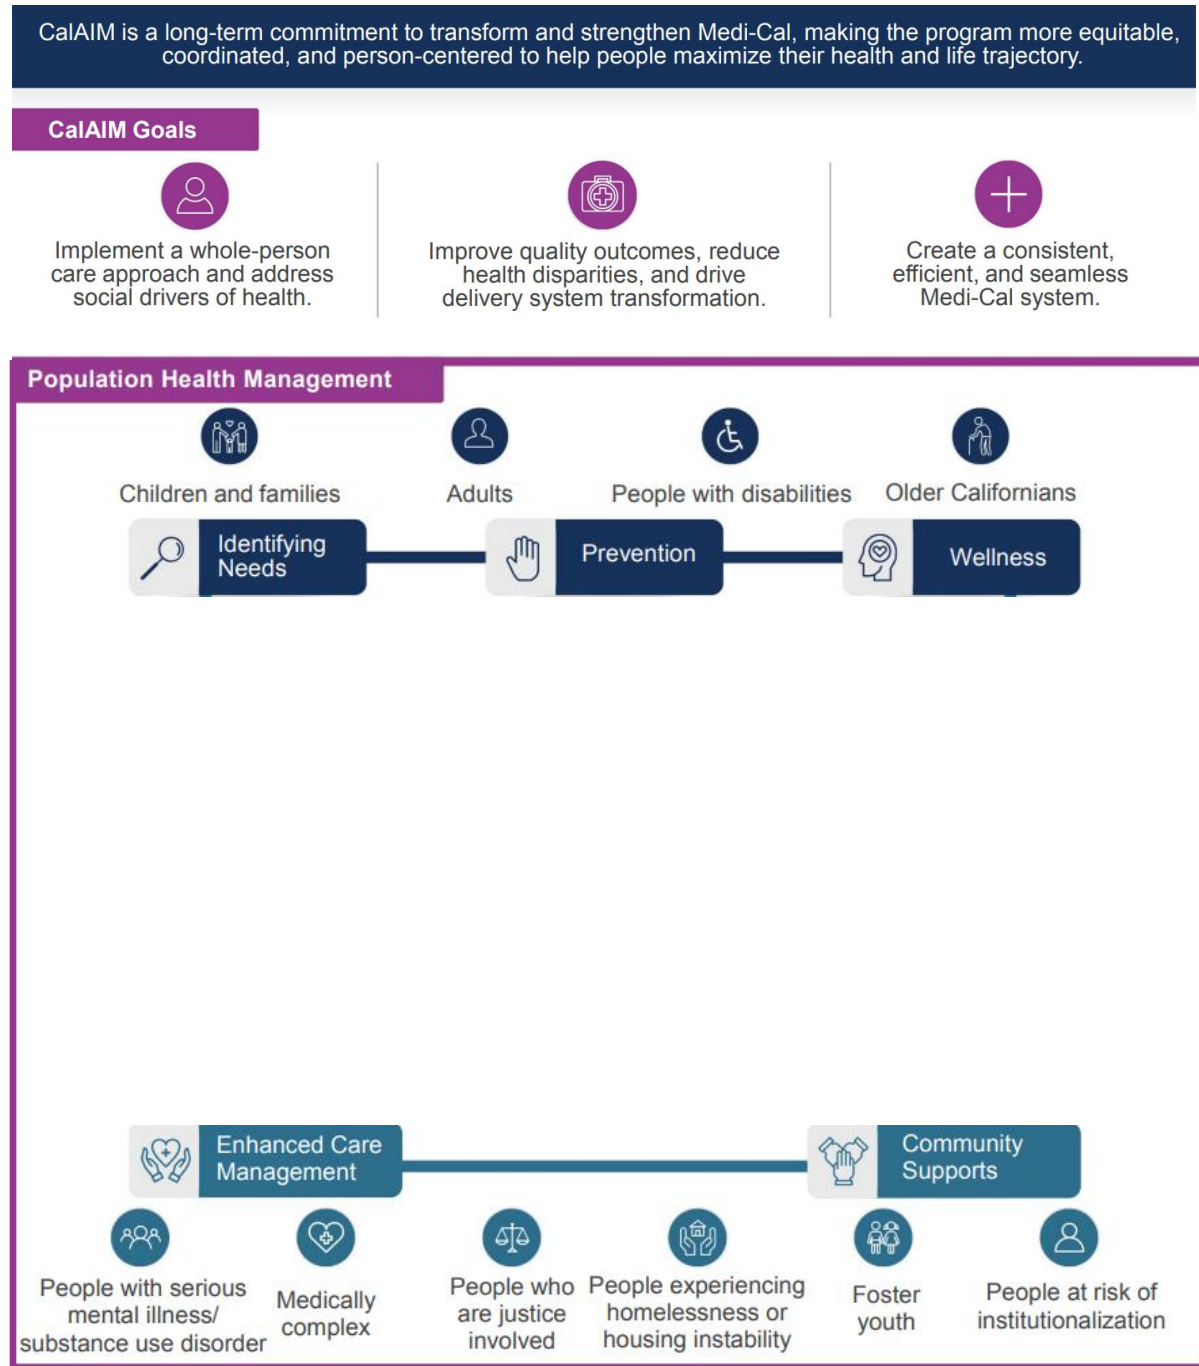 CalAIM is a long-term commitment to transform and strengthen Medi-Cal, making the program more equitable,
coordinated, and person-centered to help people maximize their health and life trajectory.
CalAIM Goals
Implement a whole-person
care approach and address
social drivers of health.
Improve quality outcomes, reduce
health disparities, and drive
delivery system transformation.
Create a consistent,
efficient, and seamless
Medi-Cal system.
Population Health Management
Children and families
Adults
People with disabilities
Older Californians
Identifying
Needs
Prevention
Wellness
Enhanced Care
Management
Community
Supports
People with serious
mental illness/
substance use disorder
Medically
complex
People who
are justice
involved
People experiencing
homelessness or
housing instability
Foster
youth
People at risk of
institutionalization